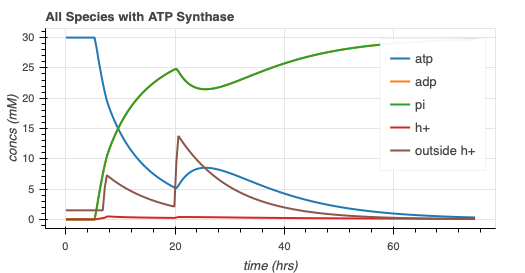 All Species with ATP Synthase
concs (mM)
30
25
20
15
10
5
0
atp
adp
pi
h+
outside h+
0
20
40
60
time (hrs)